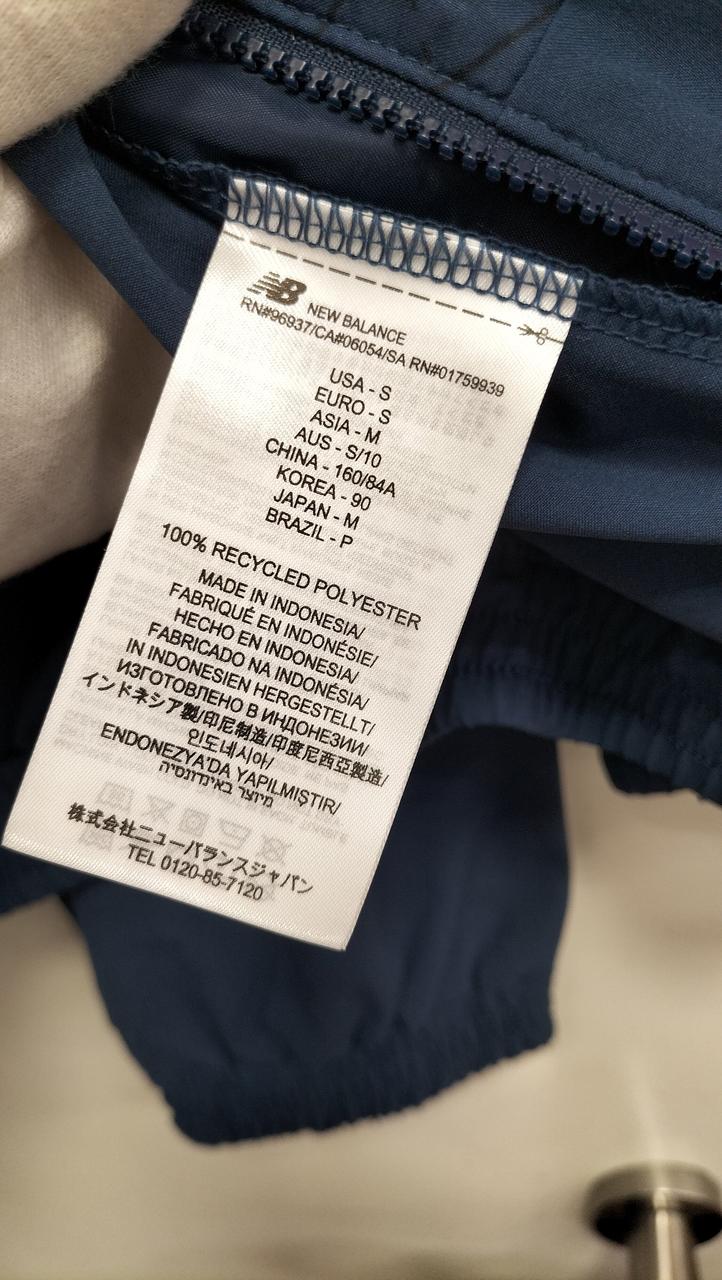 NB NEW BALANCE
RN#96937/CA#06054/SA RN#01759939
USA - S
EURO - S
ASIA - M
AUS - S/10
CHINA - 160/84A
KOREA - 90
JAPAN - M
BRAZIL - P
100% RECYCLED POLYESTER
MADE IN INDONESIA/
FABRIQUÉ EN INDONÉSIE/
HECHO EN INDONESIA/
FABRICADO NA INDONÉSIA/
IN INDONESIEN HERGESTELLT/
ИЗГОТОВЛЕНО В ИНДОНЕЗИИ/
インドネシア製/印尼制造/印度尼西亞製造/
인도네시아/
ENDONEZYA'DA YAPILMIŞTIR/
מיוצר באינדונסיה
株式会社ニューバランスジャパン
TEL 0120-85-7120